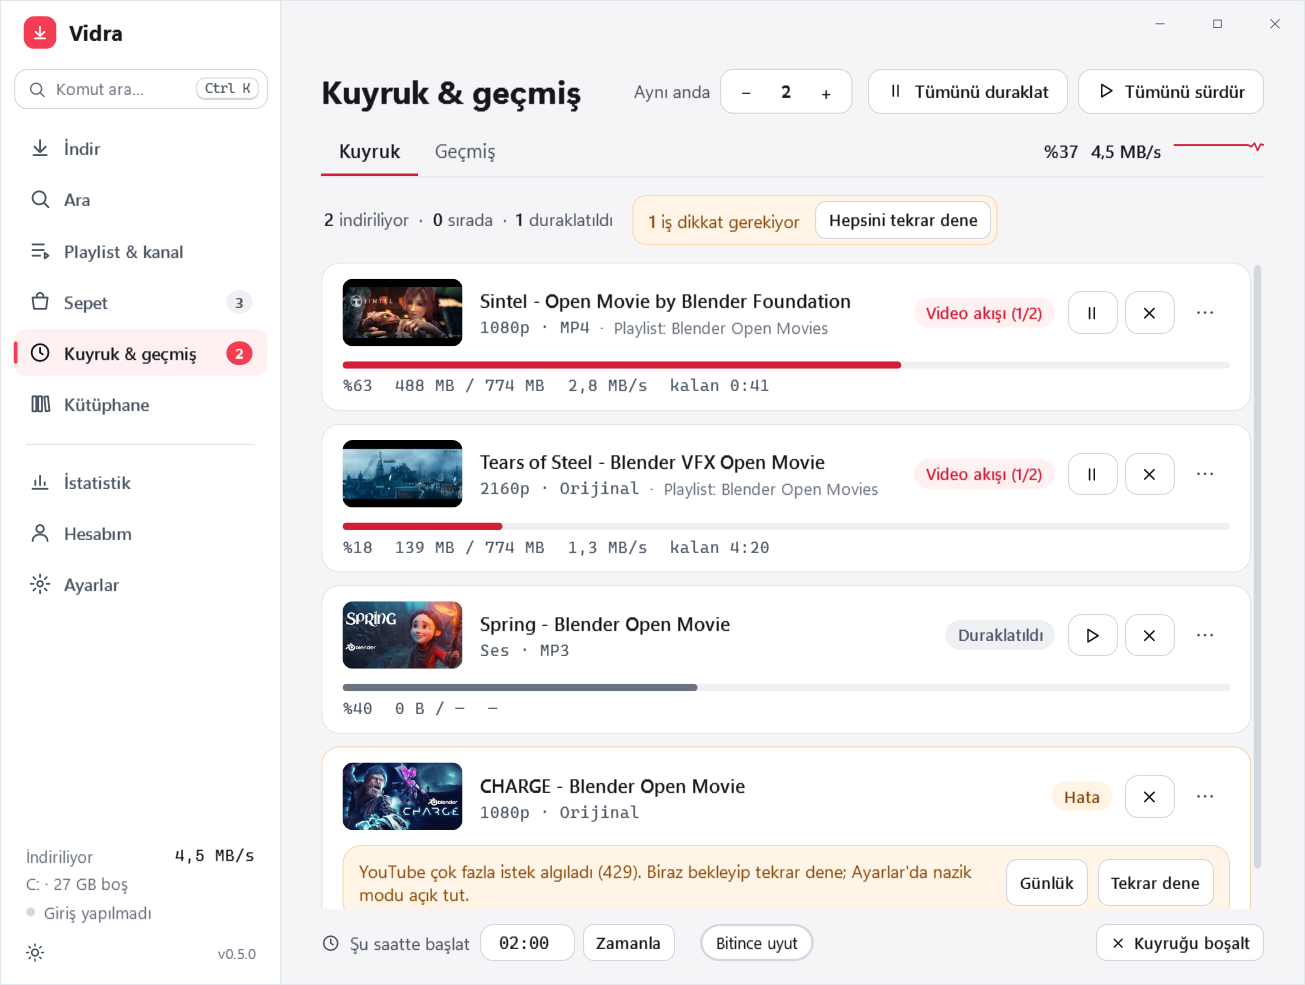 Vidra
Komut ara... Ctrl K
İndir
Ara
Playlist & kanal
Sepet 3
Kuyruk & geçmiş 2
Kütüphane
İstatistik
Hesabım
Ayarlar
İndiriliyor 4,5 MB/s
C: · 27 GB boş
Giriş yapılmadı
v0.5.0
Kuyruk & geçmiş
Aynı anda − 2 + Tümünü duraklat Tümünü sürdür
Kuyruk Geçmiş %37 4,5 MB/s
2 indiriliyor · 0 sırada · 1 duraklatıldı 1 iş dikkat gerekiyor Hepsini tekrar dene
SINTEL
Sintel - Open Movie by Blender Foundation
1080p · MP4 · Playlist: Blender Open Movies
Video akışı (1/2)
%63 488 MB / 774 MB 2,8 MB/s kalan 0:41
Tears of Steel - Blender VFX Open Movie
2160p · Orijinal · Playlist: Blender Open Movies
Video akışı (1/2)
%18 139 MB / 774 MB 1,3 MB/s kalan 4:20
SPRING
blender
Spring - Blender Open Movie
Ses · MP3
Duraklatıldı
%40 0 B / — —
blender
CHARGE
CHARGE - Blender Open Movie
1080p · Orijinal
Hata
YouTube çok fazla istek algıladı (429). Biraz bekleyip tekrar dene; Ayarlar'da nazik
modu açık tut.
Günlük Tekrar dene
Şu saatte başlat 02:00 Zamanla Bitince uyut Kuyruğu boşalt